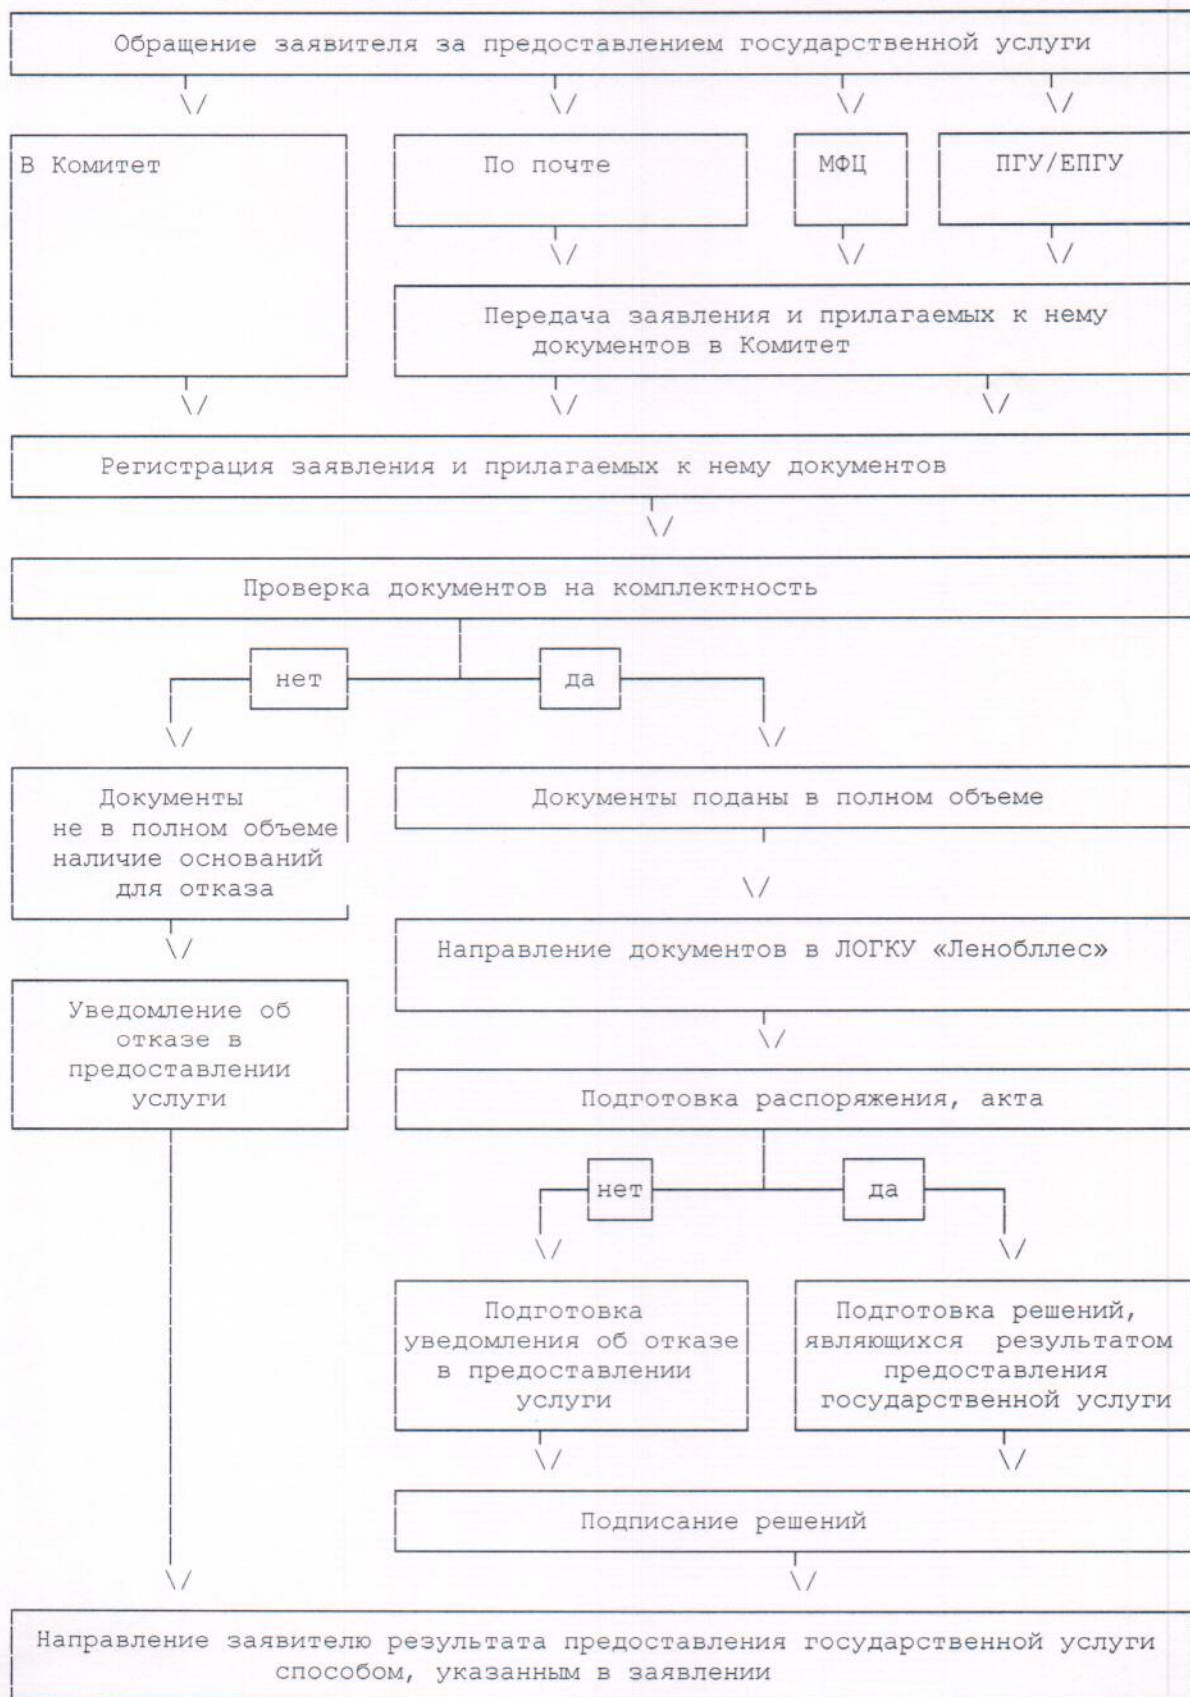 Обращение заявителя за предоставлением государственной услуги
В Комитет
По почте
МФЦ
ПГУ/ЕПГУ
Передача заявления и прилагаемых к нему
документов в Комитет
Регистрация заявления и прилагаемых к нему документов
Проверка документов на комплектность
нет
да
Документы
не в полном объеме
наличие оснований
для отказа
Документы поданы в полном объеме
Направление документов в ЛОГКУ «Ленобллес»
Уведомление об
отказе в
предоставлении
услуги
Подготовка распоряжения, акта
нет
да
Подготовка
уведомления об отказе
в предоставлении
услуги
Подготовка решений,
являющихся результатом
предоставления
государственной услуги
Подписание решений
Направление заявителю результата предоставления государственной услуги
способом, указанным в заявлении